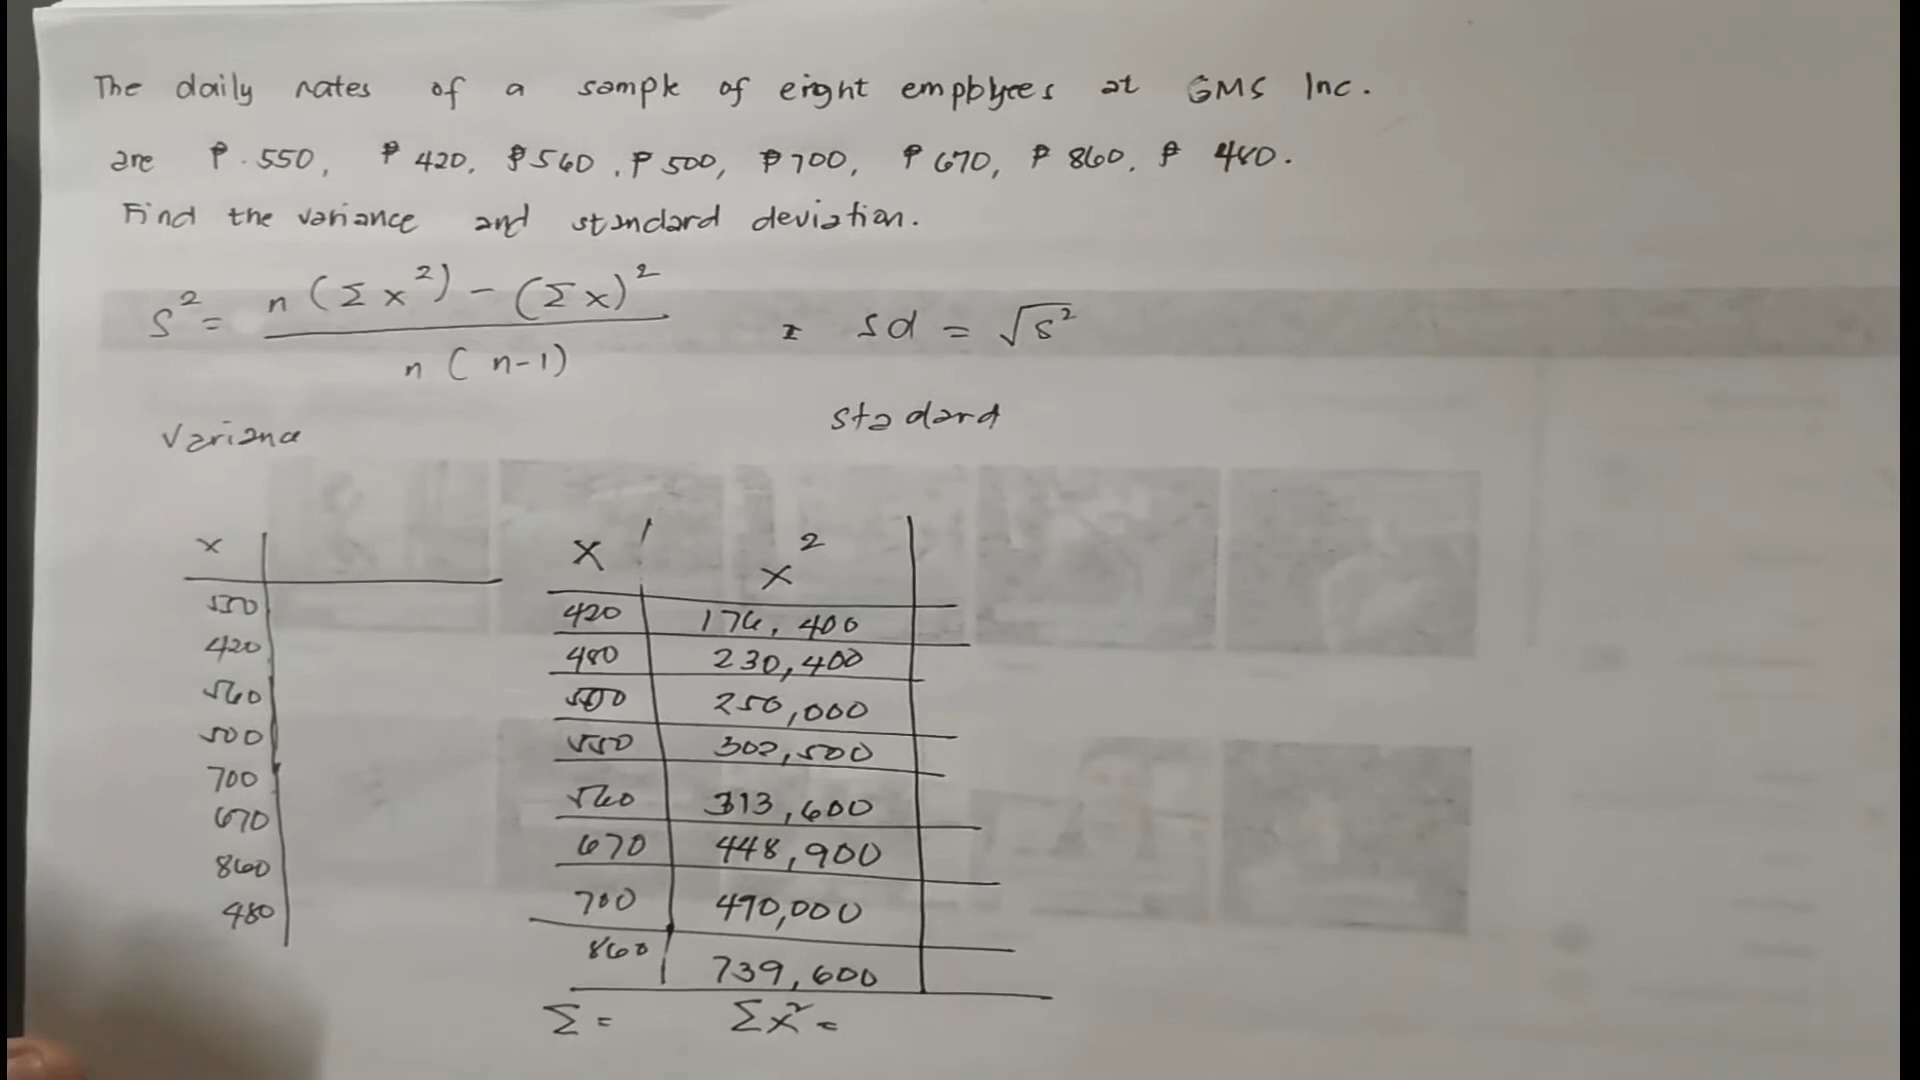 The daily rates of a sample of eight employees at GMS Inc.
are ₱ 550, ₱ 420, ₱ 560, ₱ 500, ₱ 700, ₱ 670, ₱ 860, ₱ 480.
Find the variance and standard deviation.
s² = n(Σx²) - (Σx)² / n(n-1)
sd = √s²
Variance
stadard
x
550
420
560
500
700
670
860
480
X X²
420 176,400
480 230,400
500 250,000
550 302,500
560 313,600
670 448,900
700 490,000
860 739,600
Σ = Σx² =